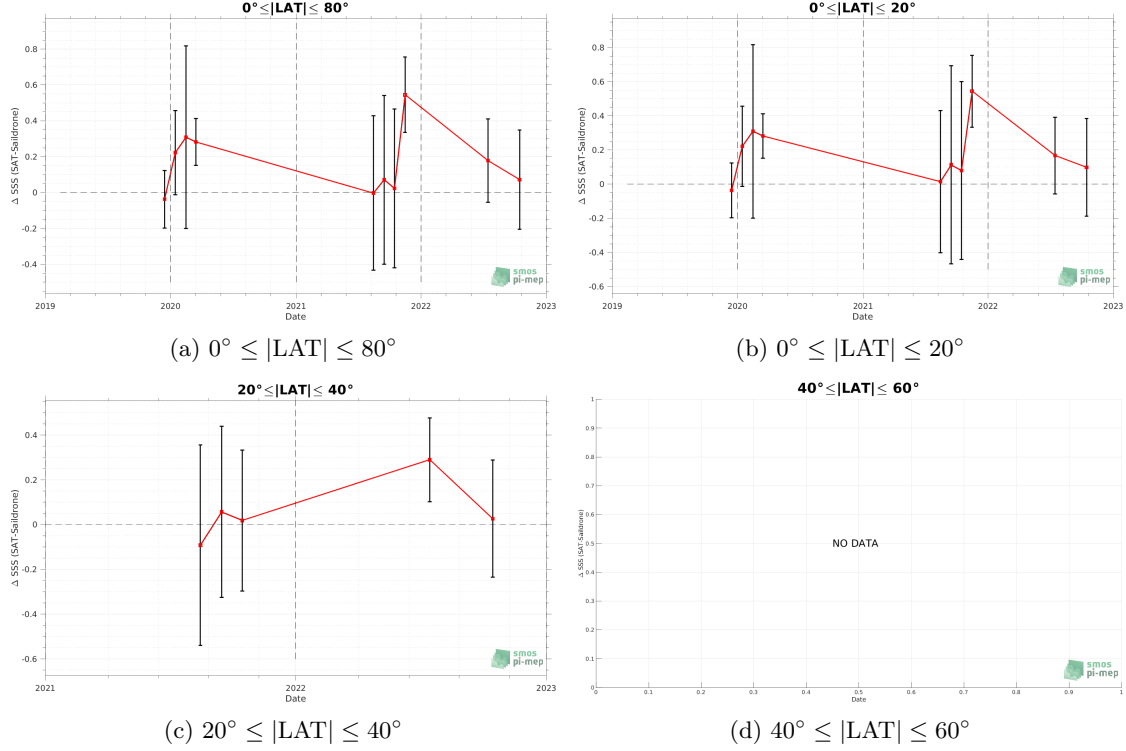 0°≤|LAT|≤ 80°
Δ SSS (SAT-Saildrone)
0.8
0.6
0.4
0.2
0
-0.2
-0.4
2019
2020
2021
2022
2023
Date
smos
pi-mep
(a) 0° ≤ |LAT| ≤ 80°
0°≤|LAT|≤ 20°
Δ SSS (SAT-Saildrone)
0.8
0.6
0.4
0.2
0
-0.2
-0.4
-0.6
2019
2020
2021
2022
2023
Date
smos
pi-mep
(b) 0° ≤ |LAT| ≤ 20°
20°≤|LAT|≤ 40°
Δ SSS (SAT-Saildrone)
0.4
0.2
0
-0.2
-0.4
-0.6
2021
2022
2023
Date
smos
pi-mep
(c) 20° ≤ |LAT| ≤ 40°
40°≤|LAT|≤ 60°
Δ SSS (SAT-Saildrone)
1
0.9
0.8
0.7
0.6
0.5
0.4
0.3
0.2
0.1
0
NO DATA
0
0.1
0.2
0.3
0.4
0.5
0.6
0.7
0.8
0.9
1
Date
smos
pi-mep
(d) 40° ≤ |LAT| ≤ 60°